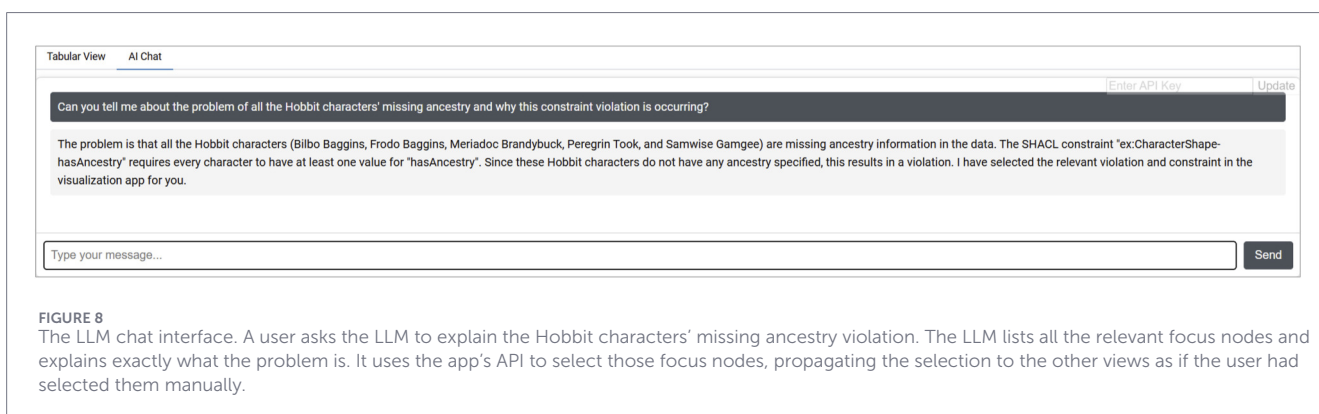 Tabular View AI Chat
Enter API Key Update
Can you tell me about the problem of all the Hobbit characters' missing ancestry and why this constraint violation is occurring?
The problem is that all the Hobbit characters (Bilbo Baggins, Frodo Baggins, Meriadoc Brandybuck, Peregrin Took, and Samwise Gamgee) are missing ancestry information in the data. The SHACL constraint "ex:CharacterShape-
hasAncestry" requires every character to have at least one value for "hasAncestry". Since these Hobbit characters do not have any ancestry specified, this results in a violation. I have selected the relevant violation and constraint in the
visualization app for you.
Type your message...
Send
FIGURE 8
The LLM chat interface. A user asks the LLM to explain the Hobbit characters’ missing ancestry violation. The LLM lists all the relevant focus nodes and
explains exactly what the problem is. It uses the app’s API to select those focus nodes, propagating the selection to the other views as if the user had
selected them manually.